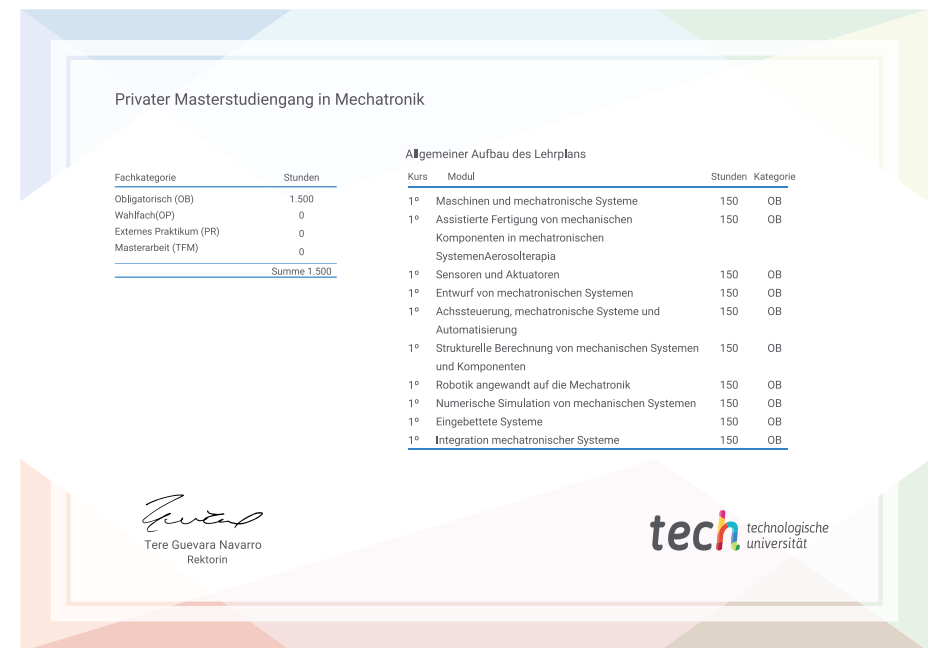 Privater Masterstudiengang in Mechatronik
Fachkategorie Stunden
Obligatorisch (OB) 1.500
Wahlfach(OP) 0
Externes Praktikum (PR) 0
Masterarbeit (TFM) 0
Summe 1.500
Allgemeiner Aufbau des Lehrplans
Kurs Modul Stunden Kategorie
1º Maschinen und mechatronische Systeme 150 OB
1º Assistierte Fertigung von mechanischen 150 OB
Komponenten in mechatronischen
SystemenAerosolterapia
1º Sensoren und Aktuatoren 150 OB
1º Entwurf von mechatronischen Systemen 150 OB
1º Achssteuerung, mechatronische Systeme und 150 OB
Automatisierung
1º Strukturelle Berechnung von mechanischen Systemen 150 OB
und Komponenten
1º Robotik angewandt auf die Mechatronik 150 OB
1º Numerische Simulation von mechanischen Systemen 150 OB
1º Eingebettete Systeme 150 OB
1º Integration mechatronischer Systeme 150 OB
Tere Guevara Navarro
Rektorin
tech technologische
universität